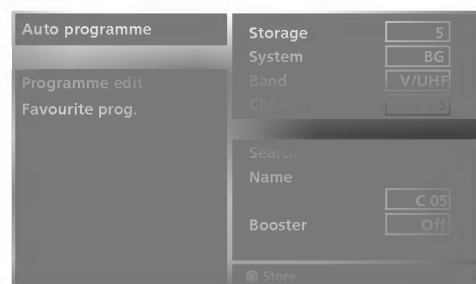 Auto programme
Programme edit
Favourite prog.
Storage 5
System BG
Band V/UHF
Channel 5
Search
Name
C 05
Booster Off
Store